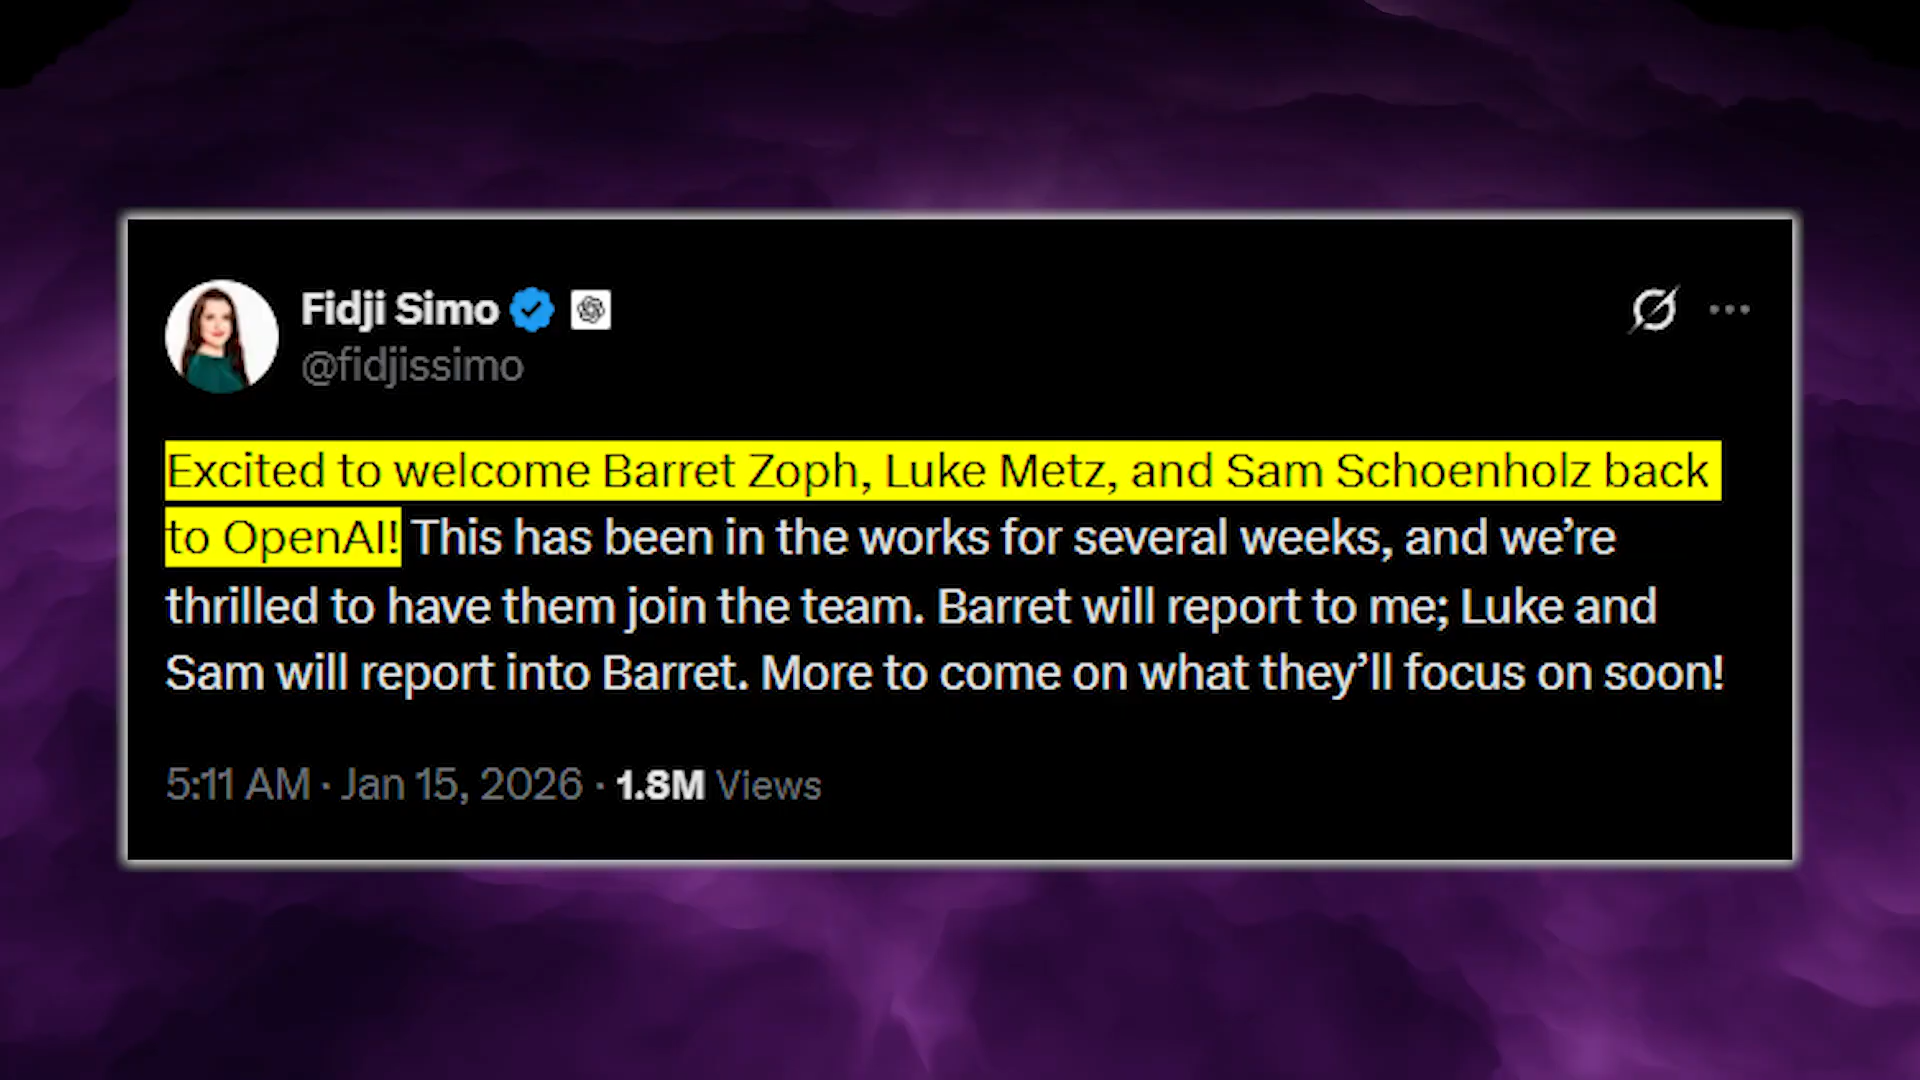 Fidji Simo
@fidjissimo
Excited to welcome Barret Zoph, Luke Metz, and Sam Schoenholz back
to OpenAI! This has been in the works for several weeks, and we’re
thrilled to have them join the team. Barret will report to me; Luke and
Sam will report into Barret. More to come on what they’ll focus on soon!
5:11 AM · Jan 15, 2026 · 1.8M Views